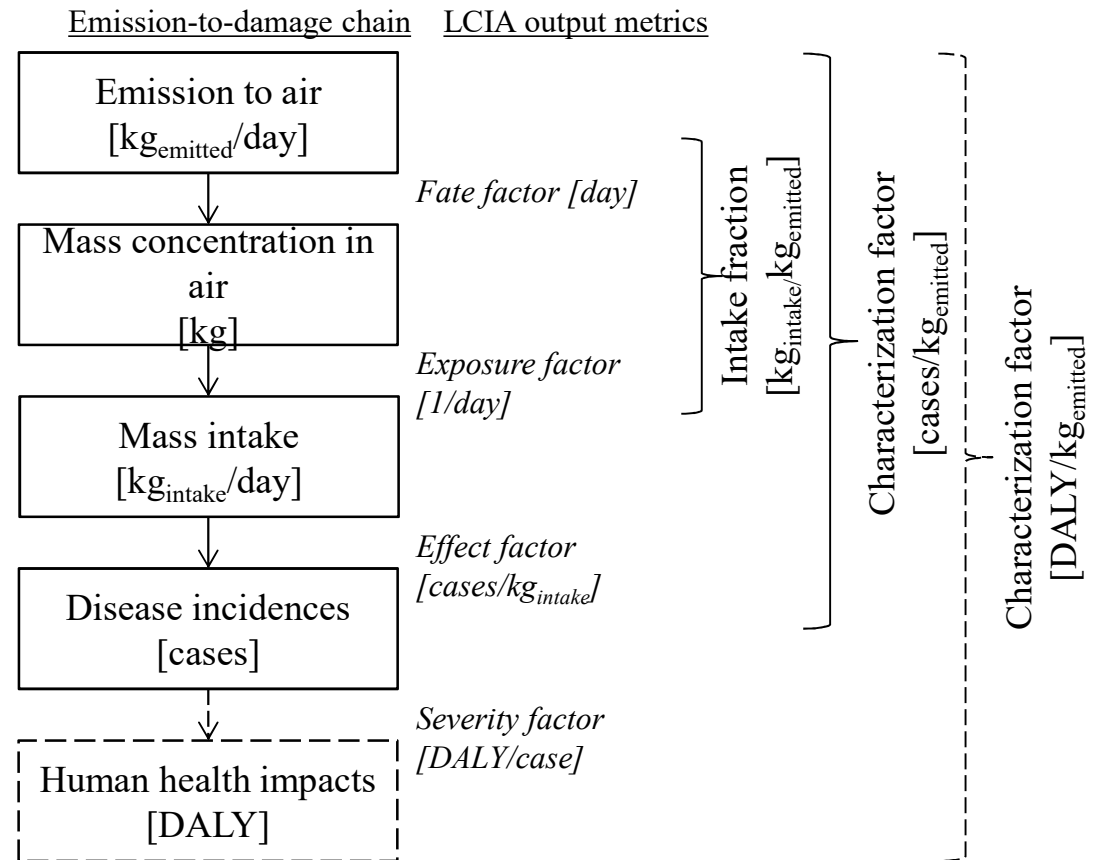 Emission-to-damage chain LCIA output metrics
Emission to air
[kgemitted/day]
Fate factor [day]
Mass concentration in
air
[kg]
Exposure factor
[1/day]
Mass intake
[kgintake/day]
Effect factor
[cases/kgintake]
Disease incidences
[cases]
Severity factor
[DALY/case]
Human health impacts
[DALY]
Intake fraction
[kgintake/kgemitted]
Characterization factor
[cases/kgemitted]
Characterization factor
[DALY/kgemitted]